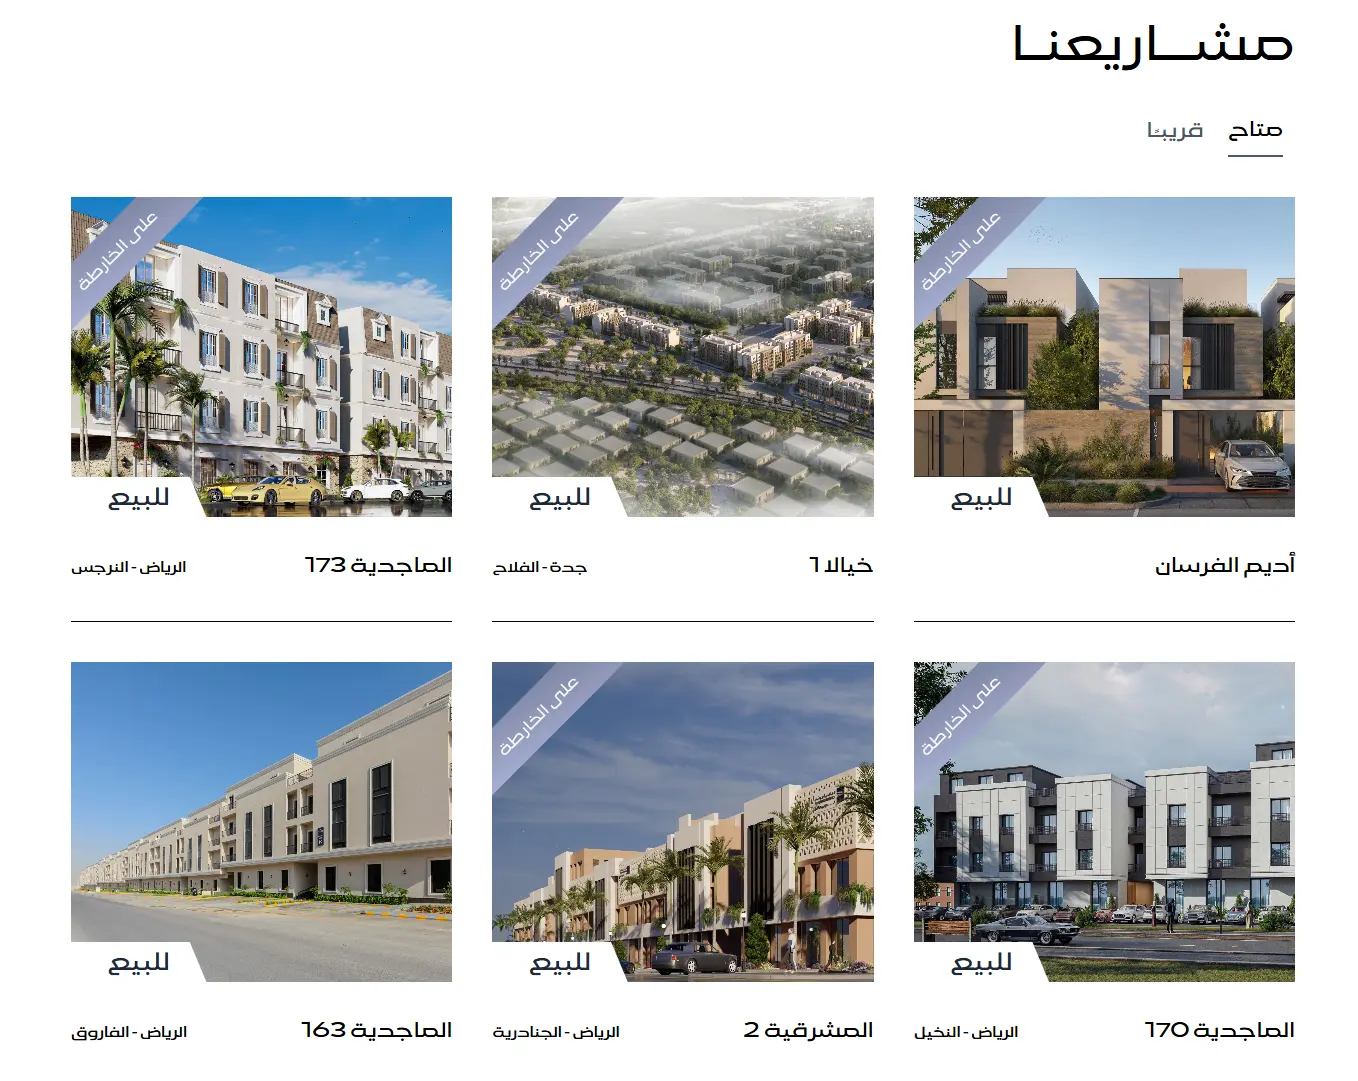 مشاريعنا
متاح
قريبًا
على الخارطة
للبيع
أديم الفرسان
على الخارطة
للبيع
خيالا 1
جدة - الفلاح
على الخارطة
للبيع
الماجدية 173
الرياض - النرجس
على الخارطة
للبيع
الماجدية 170
الرياض - النخيل
على الخارطة
للبيع
المشرقية 2
الرياض - الجنادرية
للبيع
الماجدية 163
الرياض - الفاروق